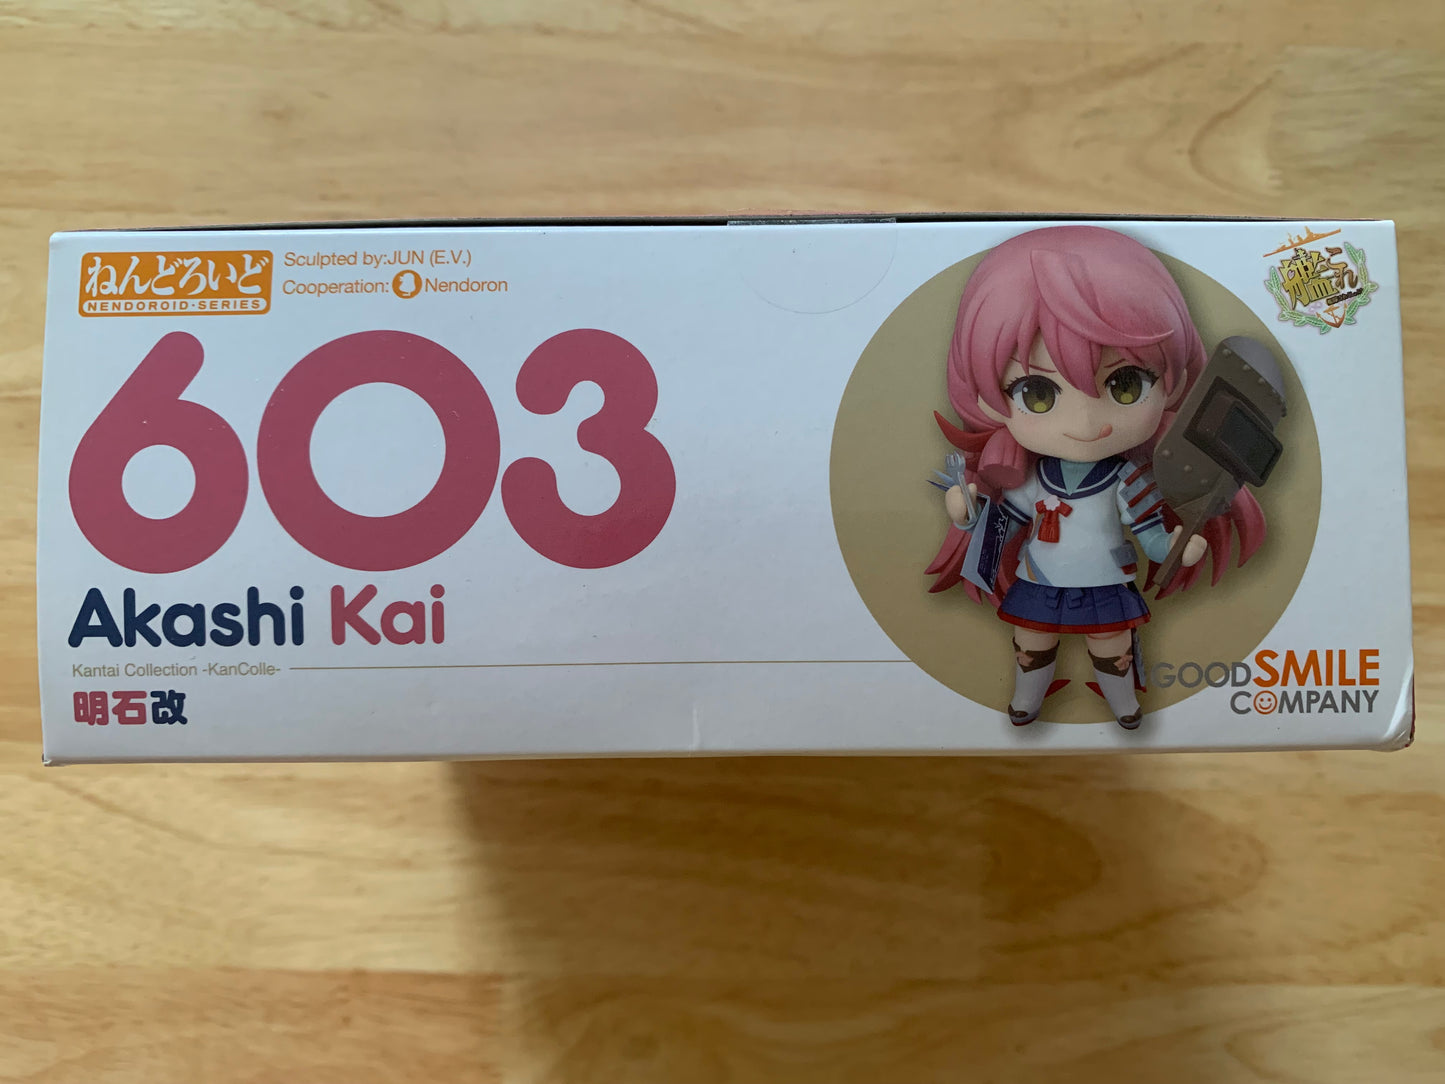 ねんどろいど
NENDOROID・SERIES
Sculpted by:JUN (E.V.)
Cooperation: Nendoron
603
Akashi Kai
Kantai Collection -KanColle-
明石改
艦これ
GOOD SMILE
COMPANY